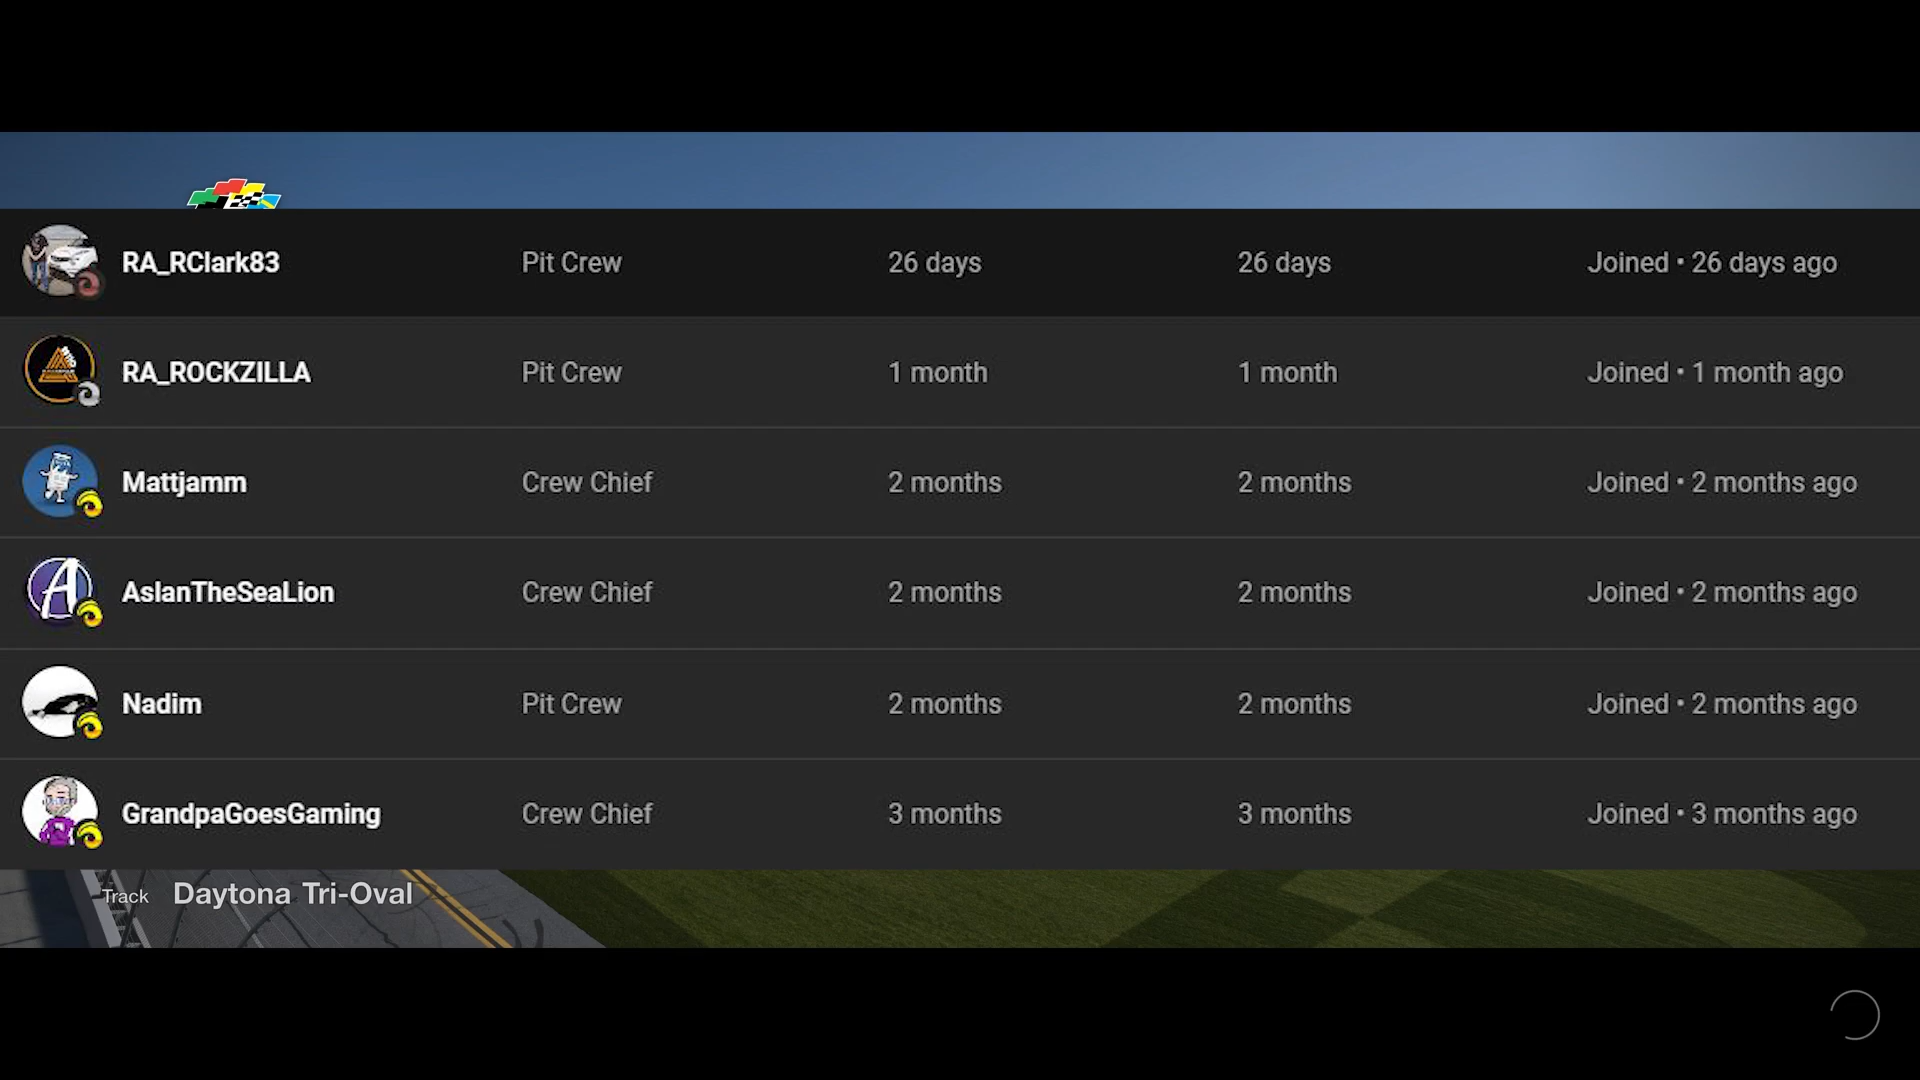 RA_RClark83 Pit Crew 26 days 26 days Joined • 26 days ago
RA_ROCKZILLA Pit Crew 1 month 1 month Joined • 1 month ago
Mattjamm Crew Chief 2 months 2 months Joined • 2 months ago
AslanTheSeaLion Crew Chief 2 months 2 months Joined • 2 months ago
Nadim Pit Crew 2 months 2 months Joined • 2 months ago
GrandpaGoesGaming Crew Chief 3 months 3 months Joined • 3 months ago
Track Daytona Tri-Oval